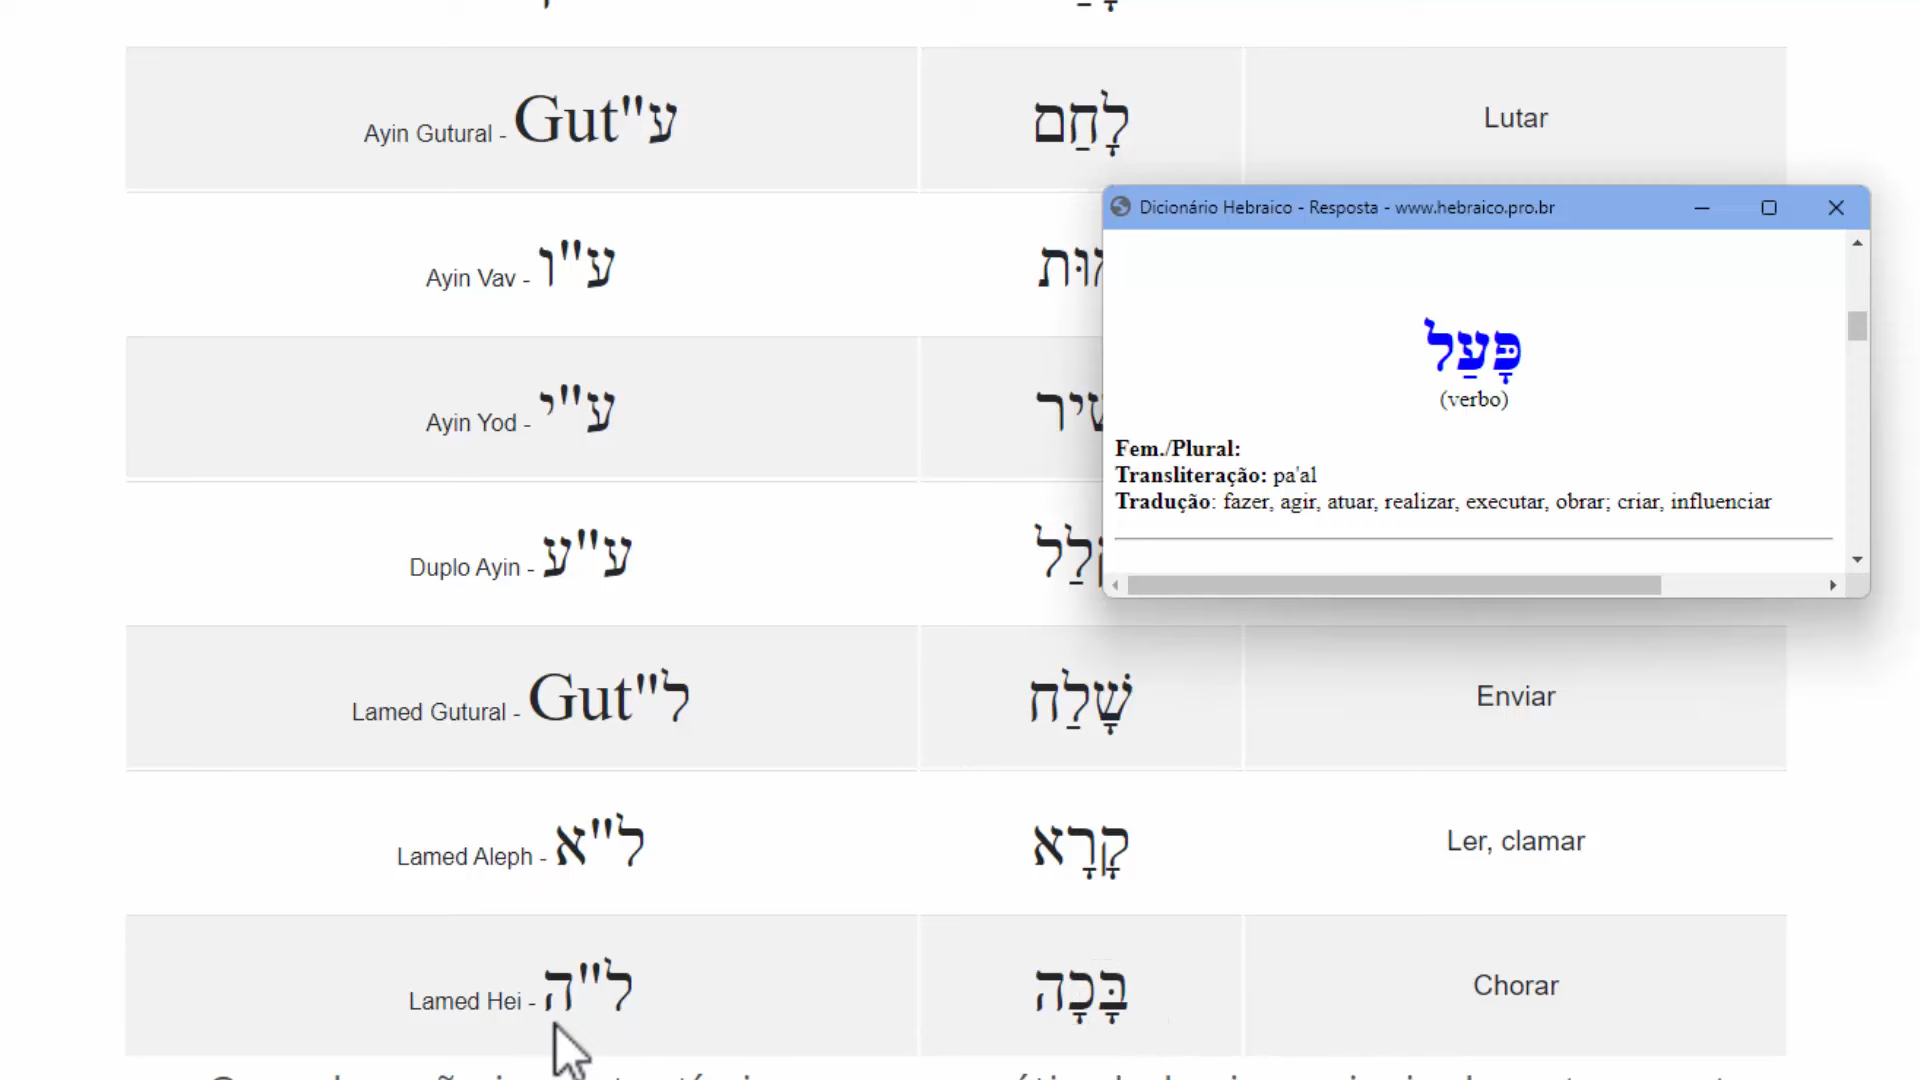 Ayin Gutural - ע"Gut לָחַם Lutar
Dicionário Hebraico - Resposta - www.hebraico.pro.br
Ayin Vav - ע"ו
Ayin Yod - ע"י
פָּעַל
(verbo)
Fem./Plural:
Transliteração: pa'al
Tradução: fazer, agir, atuar, realizar, executar, obrar; criar, influenciar
Duplo Ayin - ע"ע
Lamed Gutural - ל"Gut שָׁלַח Enviar
Lamed Aleph - ל"א קָרָא Ler, clamar
Lamed Hei - ל"ה בָּכָה Chorar